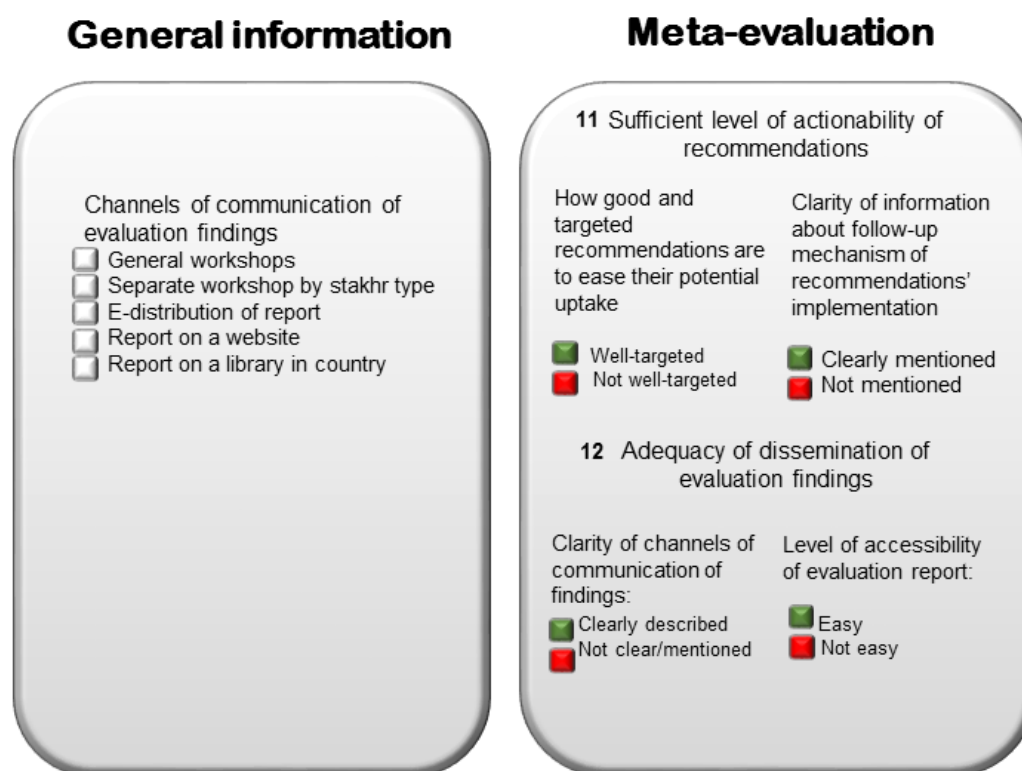 General information
Channels of communication of
evaluation findings
General workshops
Separate workshop by stakhr type
E-distribution of report
Report on a website
Report on a library in country
Meta-evaluation
11 Sufficient level of actionability of
recommendations
How good and
targeted
recommendations are
to ease their potential
uptake
Well-targeted
Not well-targeted
Clarity of information
about follow-up
mechanism of
recommendations'
implementation
Clearly mentioned
Not mentioned
12 Adequacy of dissemination of
evaluation findings
Clarity of channels of
communication of
findings:
Clearly described
Not clear/mentioned
Level of accessibility
of evaluation report:
Easy
Not easy